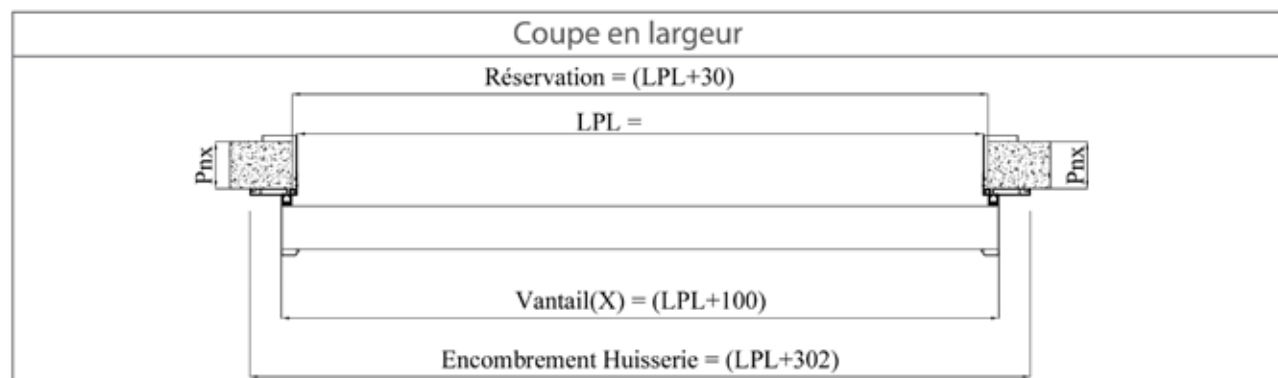 Coupe en largeur
Réservation = (LPL+30)
LPL =
Pnx
Pnx
Vantail(X) = (LPL+100)
Encombrement Huisserie = (LPL+302)